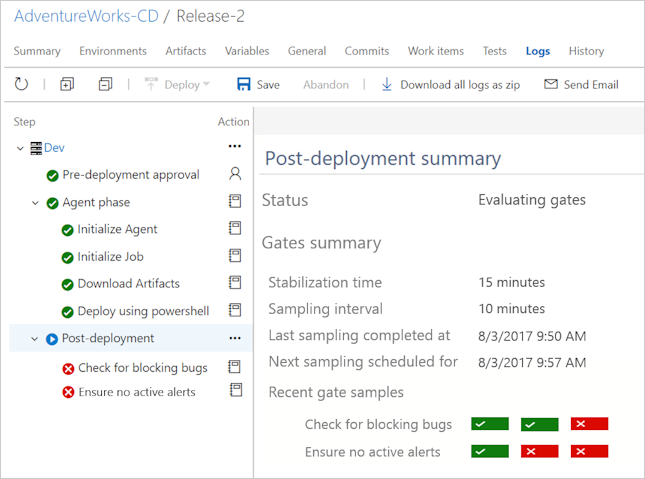 AdventureWorks-CD / Release-2
Summary Environments Artifacts Variables General Commits Work items Tests Logs History
Deploy Save Abandon Download all logs as zip Send Email
Step Action
Dev
Pre-deployment approval
Agent phase
Initialize Agent
Initialize Job
Download Artifacts
Deploy using powershell
Post-deployment
Check for blocking bugs
Ensure no active alerts
Post-deployment summary
Status Evaluating gates
Gates summary
Stabilization time 15 minutes
Sampling interval 10 minutes
Last sampling completed at 8/3/2017 9:50 AM
Next sampling scheduled for 8/3/2017 9:57 AM
Recent gate samples
Check for blocking bugs
Ensure no active alerts